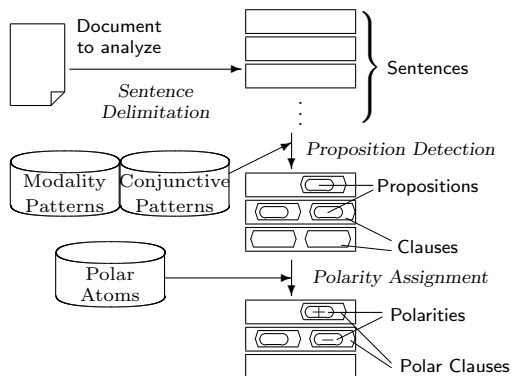 Document
to analyze
Sentence
Delimitation
Sentences
Proposition Detection
Modality
Patterns
Conjunctive
Patterns
Propositions
Clauses
Polar
Atoms
Polarity Assignment
+
Polarities
−
Polar Clauses